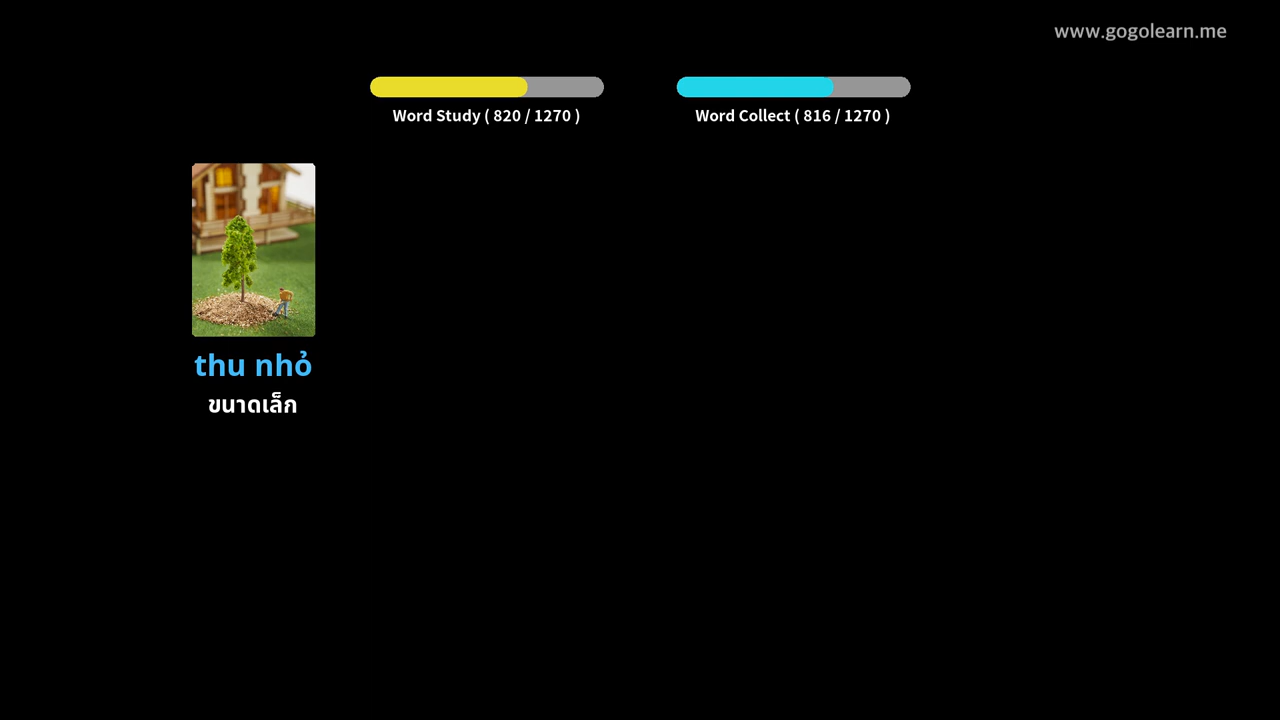 www.gogolearn.me
Word Study ( 820 / 1270 )
Word Collect ( 816 / 1270 )
thu nhỏ
ขนาดเล็ก